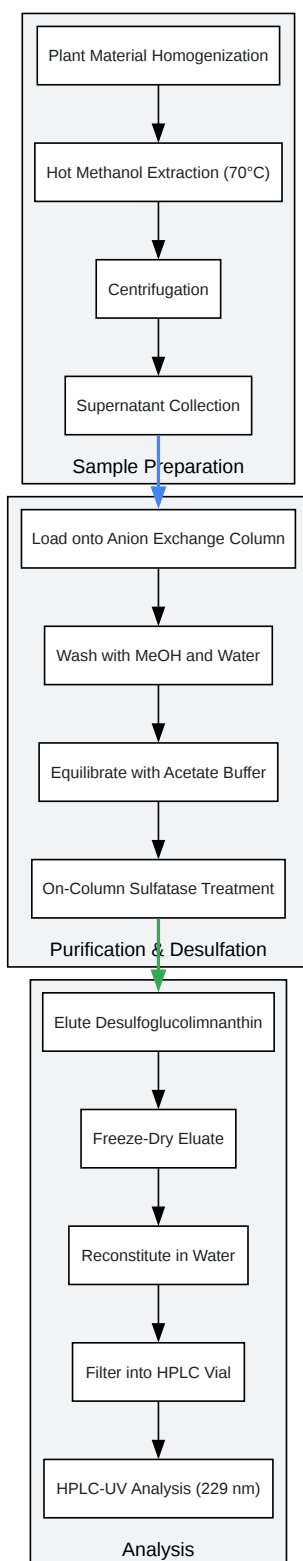 Plant Material Homogenization
Hot Methanol Extraction (70°C)
Centrifugation
Supernatant Collection
Sample Preparation
Load onto Anion Exchange Column
Wash with MeOH and Water
Equilibrate with Acetate Buffer
On-Column Sulfatase Treatment
Purification & Desulfation
Elute Desulfoglucolimnanthin
Freeze-Dry Eluate
Reconstitute in Water
Filter into HPLC Vial
HPLC-UV Analysis (229 nm)
Analysis